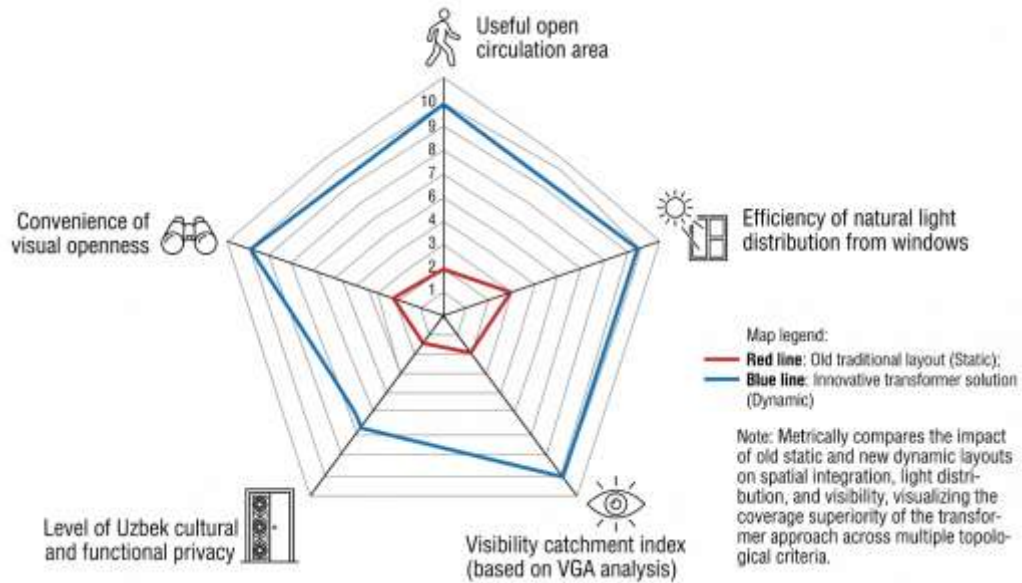 Useful open
circulation area
10
9
8
7
6
4
3
2
1
Convenience of
visual openness
Efficiency of natural light
distribution from windows
Map legend:
Red line: Old traditional layout (Static);
Blue line: Innovative transformer solution
(Dynamic)
Note: Metrically compares the impact
of old static and new dynamic layouts
on spatial integration, light distri-
bution, and visibility, visualizing the
coverage superiority of the transfor-
mer approach across multiple topolo-
gical criteria.
Level of Uzbek cultural
and functional privacy
Visibility catchment index
(based on VGA analysis)